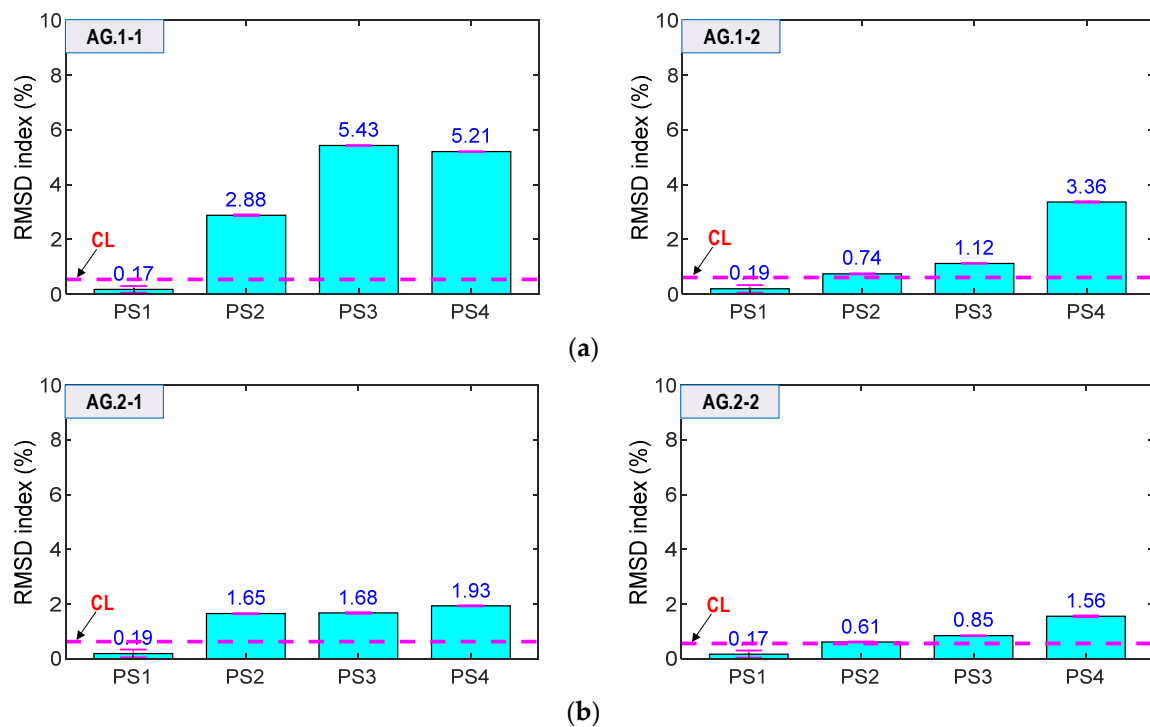 AG.1-1
RMSD index (%)
10
8
6
4
2
0
CL
0.17
2.88
5.43
5.21
PS1 PS2 PS3 PS4
AG.1-2
RMSD index (%)
10
8
6
4
2
0
CL
0.19
0.74
1.12
3.36
PS1 PS2 PS3 PS4
(a)
AG.2-1
RMSD index (%)
10
8
6
4
2
0
CL
0.19
1.65
1.68
1.93
PS1 PS2 PS3 PS4
AG.2-2
RMSD index (%)
10
8
6
4
2
0
CL
0.17
0.61
0.85
1.56
PS1 PS2 PS3 PS4
(b)